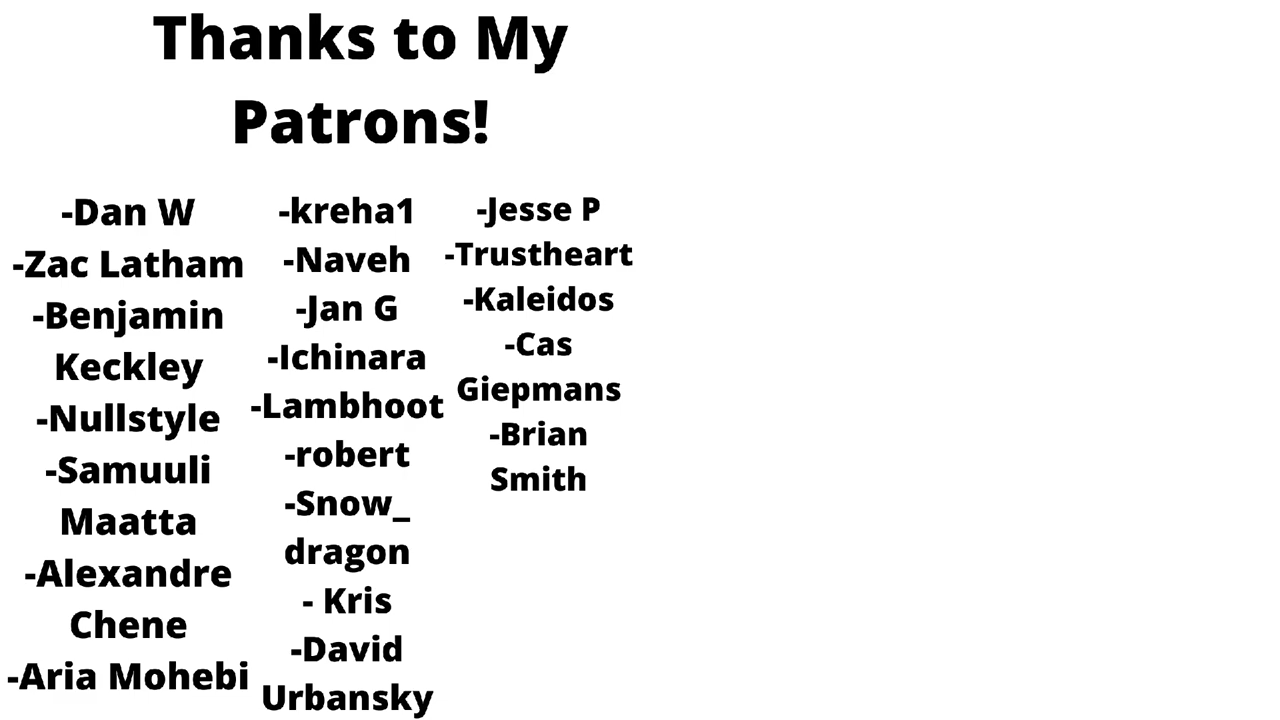 Thanks to My
Patrons!
-Dan W
-Zac Latham
-Benjamin
Keckley
-Nullstyle
-Samuuli
Maatta
-Alexandre
Chene
-Aria Mohebi
-kreha1
-Naveh
-Jan G
-Ichinara
-Lambhoot
-robert
-Snow_
dragon
- Kris
-David
Urbansky
-Jesse P
-Trustheart
-Kaleidos
-Cas
Giepmans
-Brian
Smith